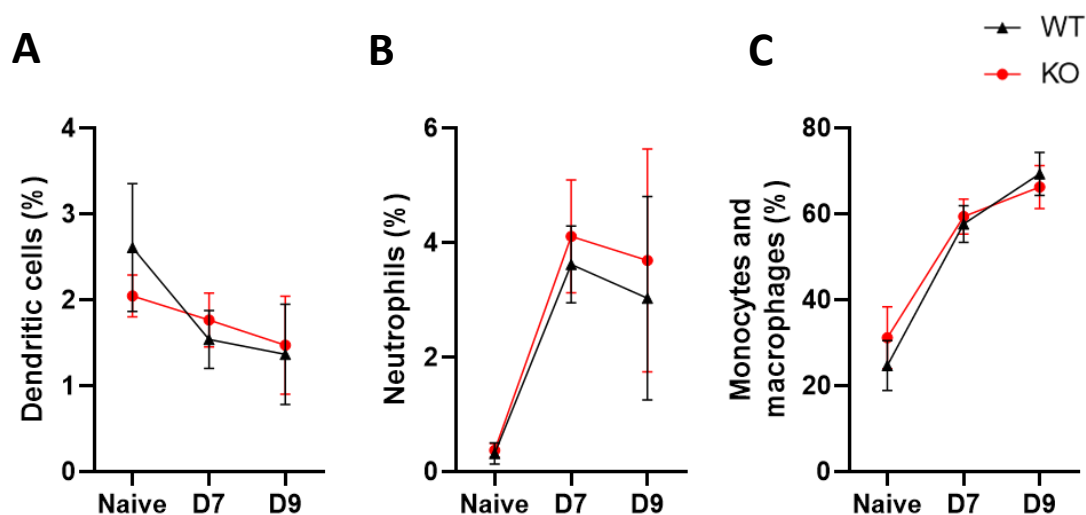 A
B
C
WT
KO
Dendritic cells (%)
4
3
2
1
0
Naive D7 D9
Neutrophils (%)
6
4
2
0
Naive D7 D9
Monocytes and
macrophages (%)
80
60
40
20
0
Naive D7 D9